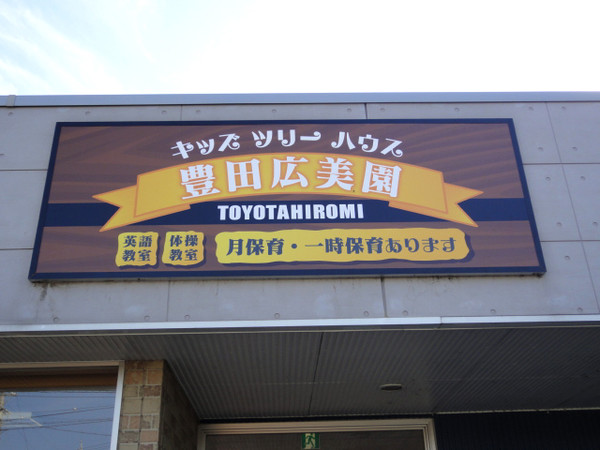 キッズ ツリー ハウス
豊田広美園
TOYOTAHIROMI
英語教室
体操教室
月保育・一時保育あります